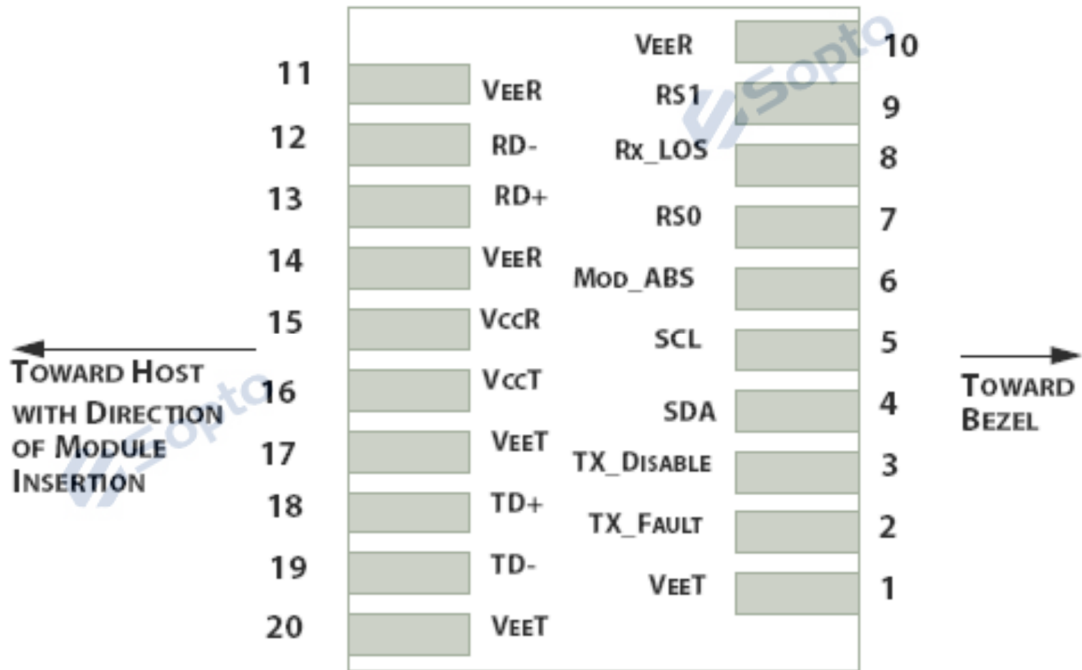 VEER 10
11 VEER
RS1 9
12 RD-
Rx_LOS 8
13 RD+
RS0 7
14 VEER
MOD_ABS 6
15 VCCR
SCL 5
16 VCCT
SDA 4
17 VEET
TX_DISABLE 3
18 TD+
TX_FAULT 2
19 TD-
VEET 1
20 VEET
TOWARD HOST
WITH DIRECTION
OF MODULE
INSERTION
TOWARD
BEZEL
Sopto
Sopto